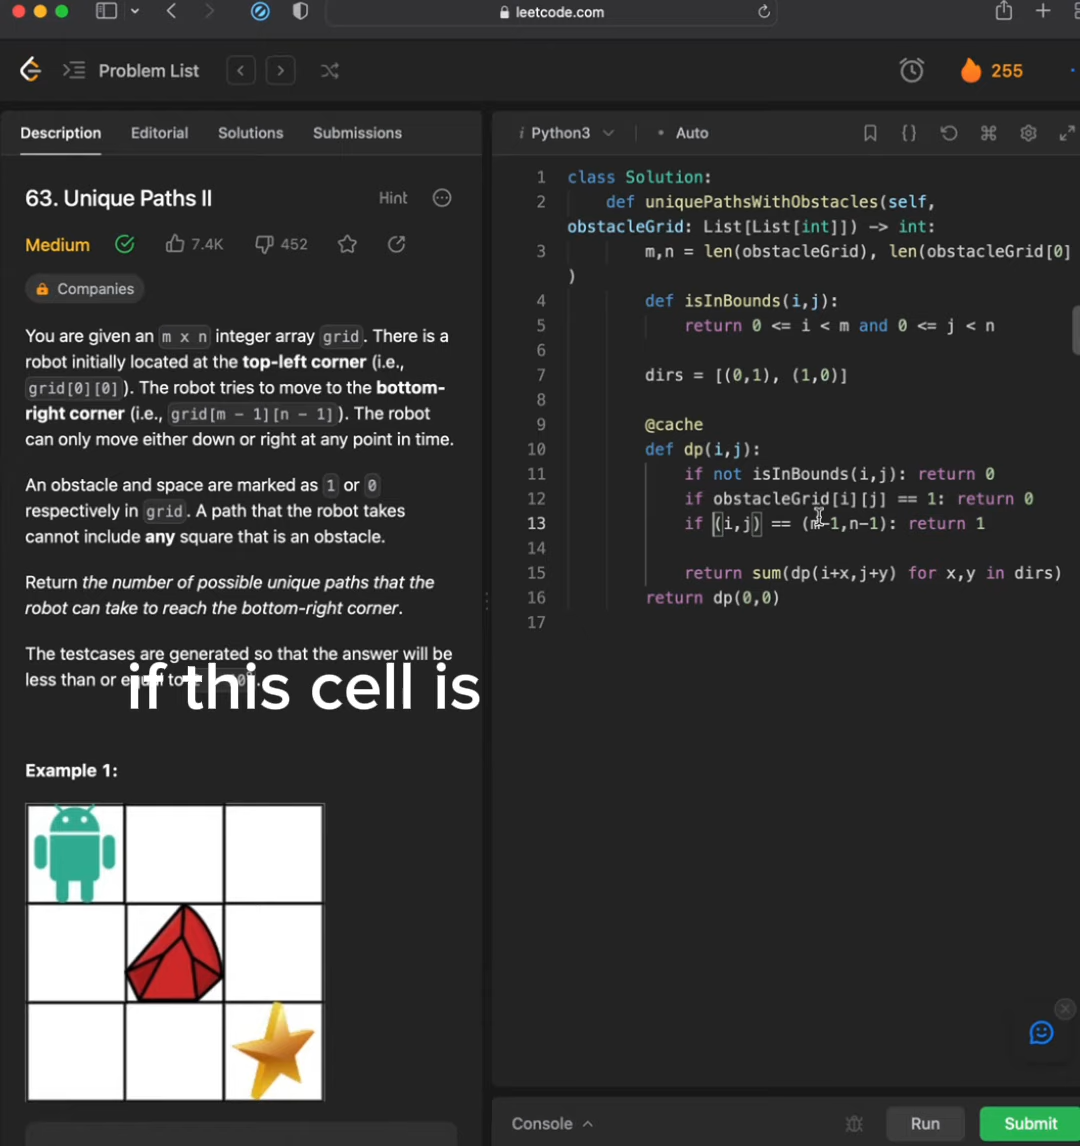 leetcode.com
Problem List
255
Description Editorial Solutions Submissions
63. Unique Paths II
Hint
Medium 7.4K 452
Companies
You are given an m x n integer array grid. There is a
robot initially located at the top-left corner (i.e.,
grid[0][0]). The robot tries to move to the bottom-
right corner (i.e., grid[m - 1][n - 1]). The robot
can only move either down or right at any point in time.
An obstacle and space are marked as 1 or 0
respectively in grid. A path that the robot takes
cannot include any square that is an obstacle.
Return the number of possible unique paths that the
robot can take to reach the bottom-right corner.
The testcases are generated so that the answer will be
less than or equal to
if this cell is
Example 1:
i Python3 • Auto {}
1 class Solution:
2 def uniquePathsWithObstacles(self,
obstacleGrid: List[List[int]]) -> int:
3 m,n = len(obstacleGrid), len(obstacleGrid[0]
)
4 def isInBounds(i,j):
5 return 0 <= i < m and 0 <= j < n
6
7 dirs = [(0,1), (1,0)]
8
9 @cache
10 def dp(i,j):
11 if not isInBounds(i,j): return 0
12 if obstacleGrid[i][j] == 1: return 0
13 if (i,j) == (m-1,n-1): return 1
14
15 return sum(dp(i+x,j+y) for x,y in dirs)
16 return dp(0,0)
17
Console Run Submit